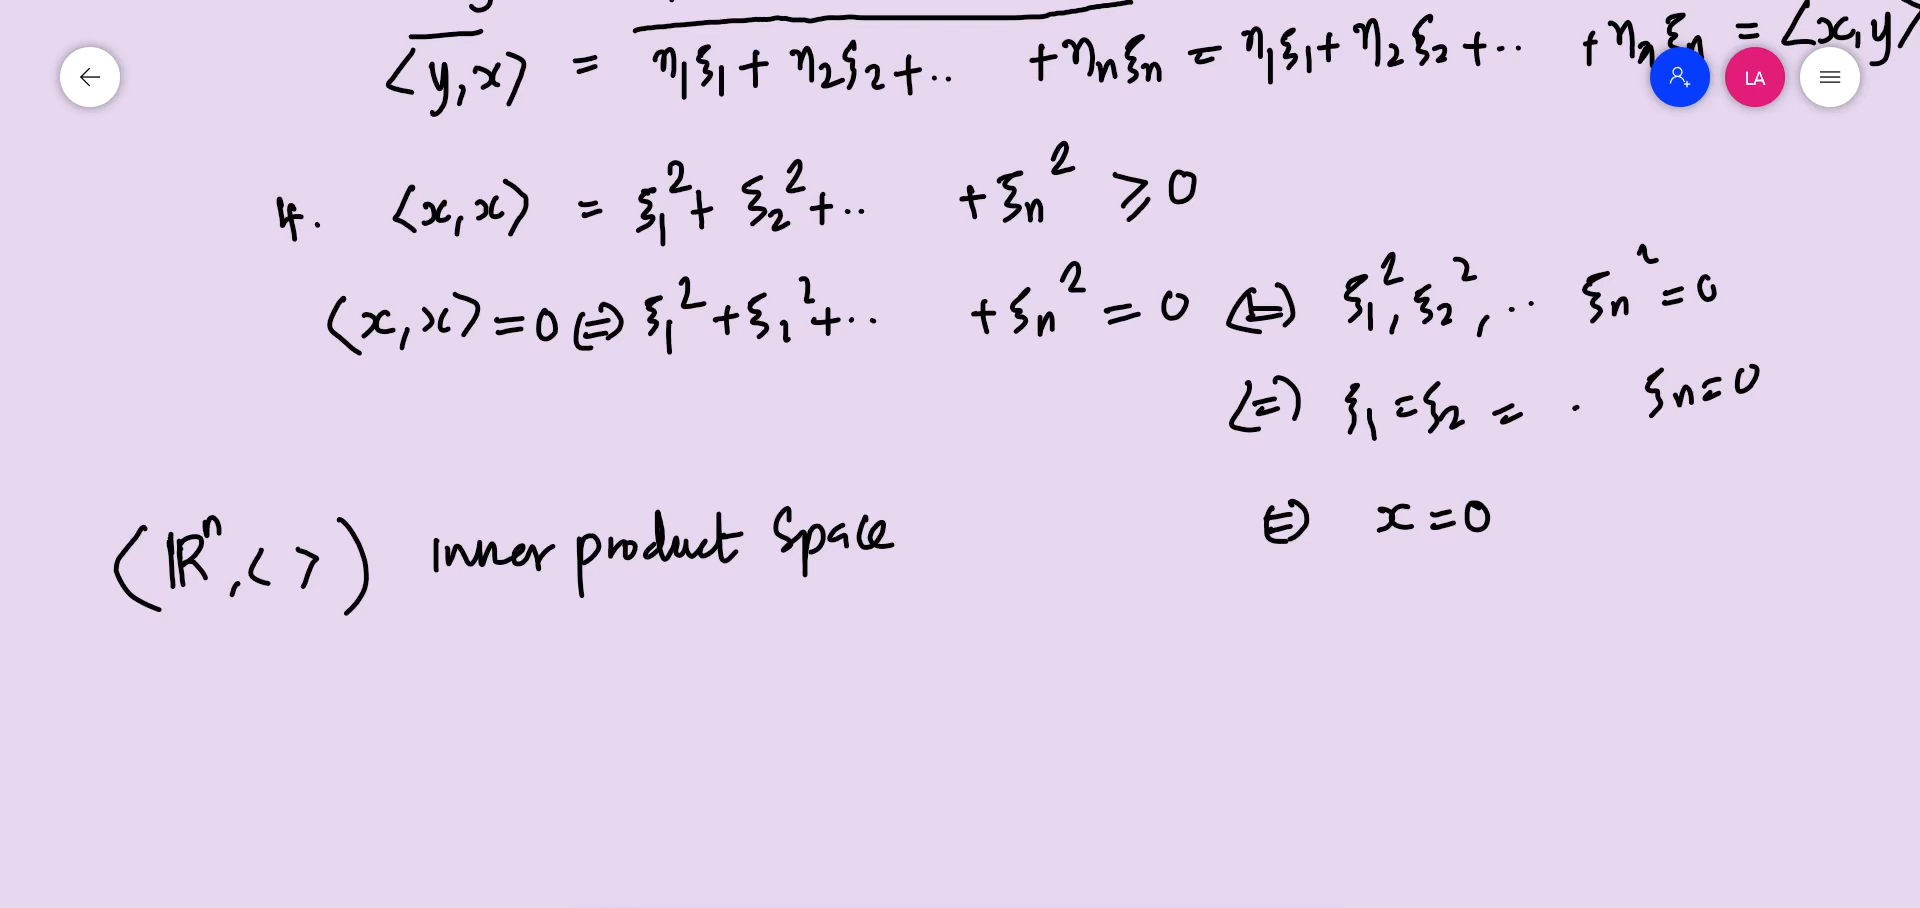 ⟨y,x⟩ = η₁ξ₁ + η₂ξ₂ + .. + ηₙξₙ = η₁ξ₁ + η₂ξ₂ + .. + ηₙξₙ = ⟨x,y⟩
LA
4. ⟨x,x⟩ = ξ₁² + ξ₂² + .. + ξₙ² ⩾ 0
⟨x,x⟩ = 0 ⇔ ξ₁² + ξ₁² + .. + ξₙ² = 0 ⇔ ξ₁², ξ₂², .. ξₙ² = 0
⇔ ξ₁ = ξ₂ = . ξₙ = 0
⇔ x = 0
(ℝⁿ, < >) Inner product Space